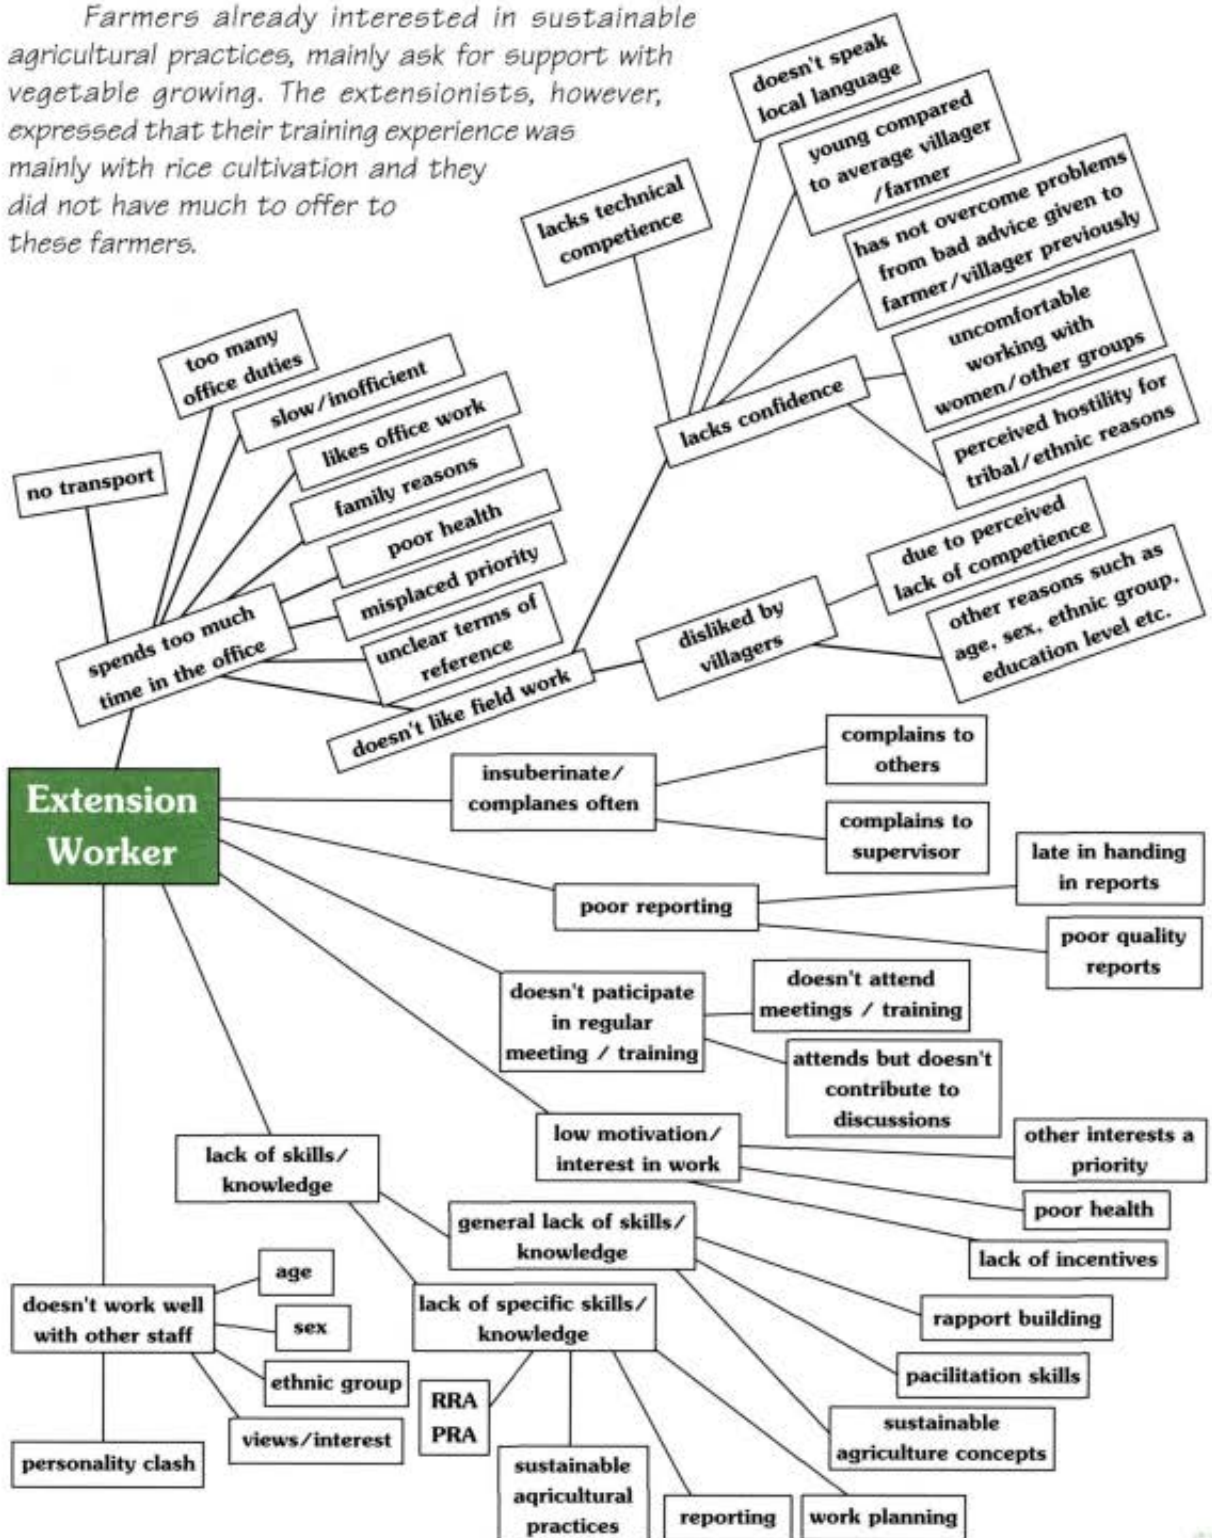 Farmers already interested in sustainable
agricultural practices, mainly ask for support with
vegetable growing. The extensionists, however,
expressed that their training experience was
mainly with rice cultivation and they
did not have much to offer to
these farmers.
doesn't speak
local language
young compared
to average villager
/farmer
lacks technical
competience
has not overcome problems
from bad advice given to
farmer/villager previously
uncomfortable
working with
women/other groups
lacks confidence
perceived hostility for
tribal/ethnic reasons
too many
office duties
slow/inofficient
likes office work
no transport
family reasons
poor health
misplaced priority
unclear terms of
reference
spends too much
time in the office
doesn't like field work
disliked by
villagers
due to perceived
lack of competience
other reasons such as
age, sex, ethnic group,
education level etc.
Extension
Worker
insuberinate/
complanes often
complains to
others
complains to
supervisor
poor reporting
late in handing
in reports
poor quality
reports
doesn't paticipate
in regular
meeting / training
doesn't attend
meetings / training
attends but doesn't
contribute to
discussions
low motivation/
interest in work
other interests a
priority
poor health
lack of incentives
lack of skills/
knowledge
general lack of skills/
knowledge
rapport building
pacilitation skills
sustainable
agriculture concepts
lack of specific skills/
knowledge
RRA
PRA
sustainable
aqricultural
practices
reporting
work planning
doesn't work well
with other staff
age
sex
ethnic group
views/interest
personality clash